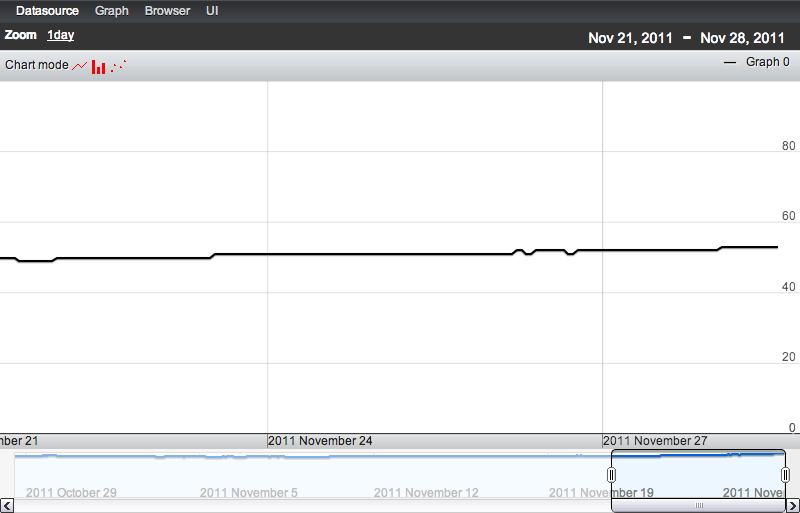 Datasource Graph Browser UI
Zoom 1day Nov 21, 2011 – Nov 28, 2011
Chart mode Graph 0
80
60
40
20
0
nber 21 2011 November 24 2011 November 27
2011 October 29 2011 November 5 2011 November 12 2011 November 19 2011 Nove